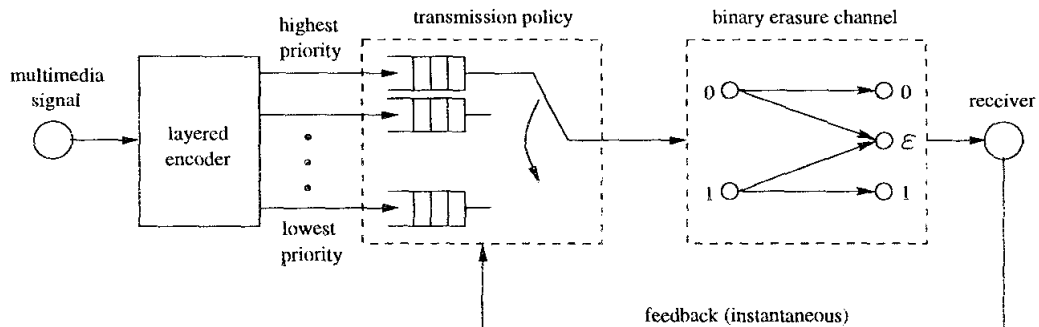 transmission policy
binary erasure channel
highest
priority
multimedia
signal
layered
encoder
lowest
priority
0
0
ε
1
1
receiver
feedback (instantaneous)